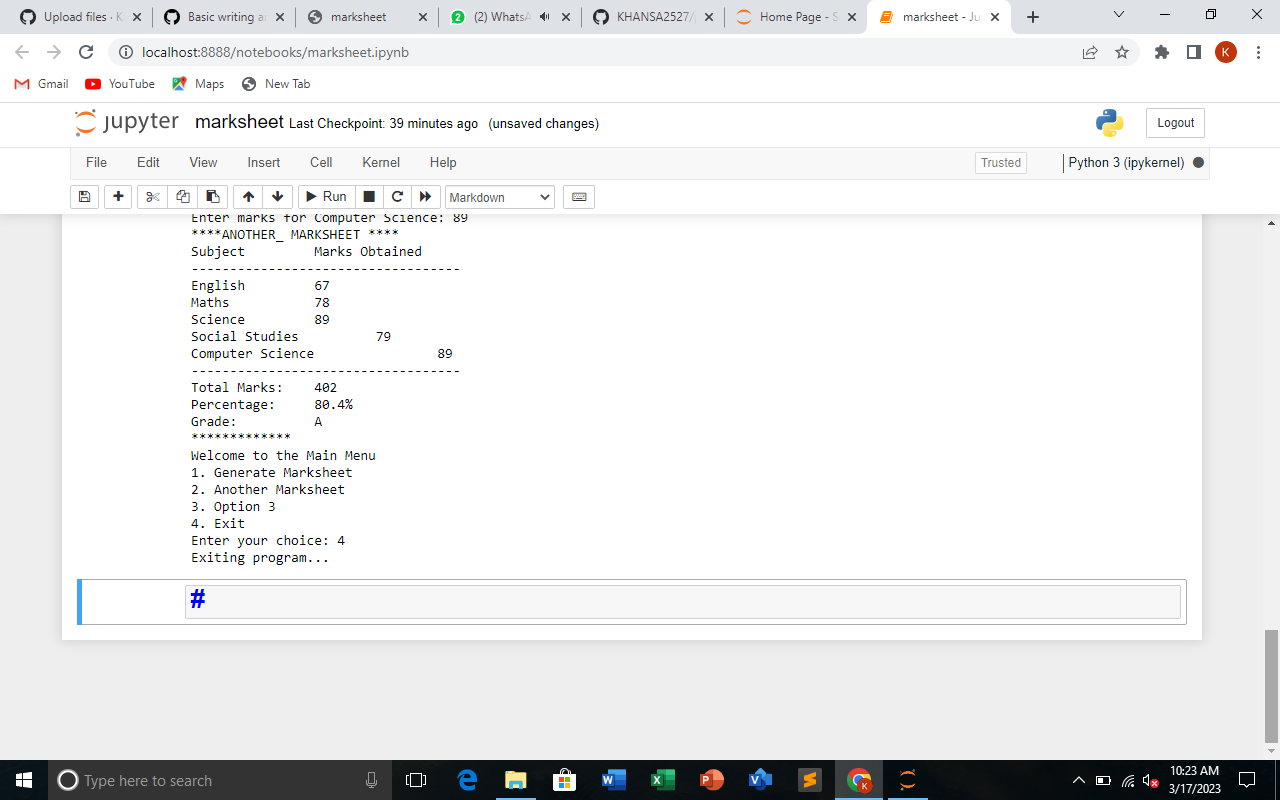 Upload files · K
Basic writing a
marksheet
(2) WhatsA
KHANSA2527/
Home Page - S
marksheet - Ju
localhost:8888/notebooks/marksheet.ipynb
K
Gmail
YouTube
Maps
New Tab
jupyter marksheet Last Checkpoint: 39 minutes ago (unsaved changes)
Logout
File Edit View Insert Cell Kernel Help
Trusted
Python 3 (ipykernel)
Run
Markdown
Enter marks for Computer Science: 89
****ANOTHER_ MARKSHEET ****
Subject Marks Obtained
-----------------------------------
English 67
Maths 78
Science 89
Social Studies 79
Computer Science 89
-----------------------------------
Total Marks: 402
Percentage: 80.4%
Grade: A
*************
Welcome to the Main Menu
1. Generate Marksheet
2. Another Marksheet
3. Option 3
4. Exit
Enter your choice: 4
Exiting program...
#
Type here to search
10:23 AM
3/17/2023